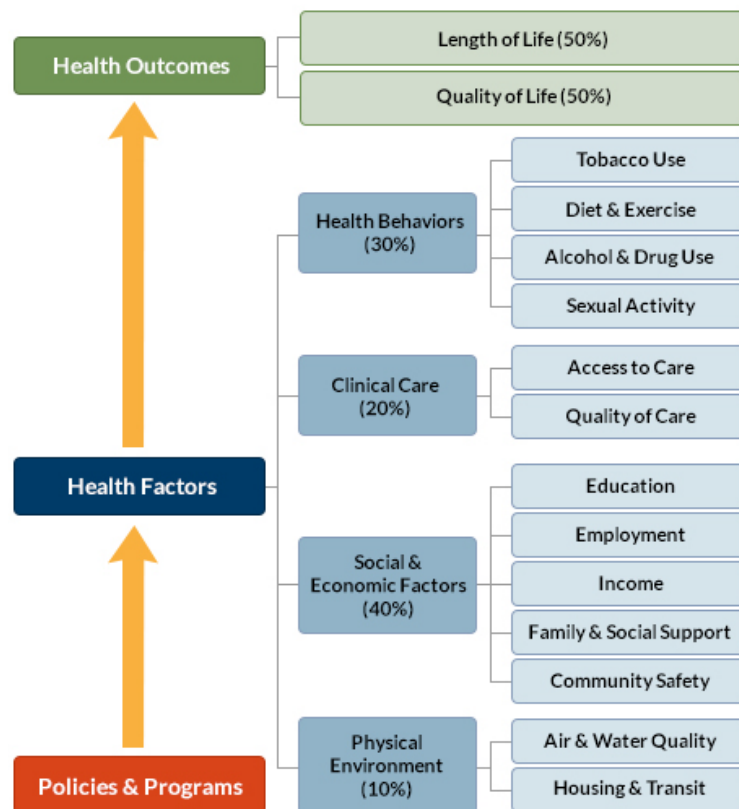 Health Outcomes
Length of Life (50%)
Quality of Life (50%)
Health Factors
Health Behaviors
(30%)
Tobacco Use
Diet & Exercise
Alcohol & Drug Use
Sexual Activity
Clinical Care
(20%)
Access to Care
Quality of Care
Social &
Economic Factors
(40%)
Education
Employment
Income
Family & Social Support
Community Safety
Physical
Environment
(10%)
Air & Water Quality
Housing & Transit
Policies & Programs